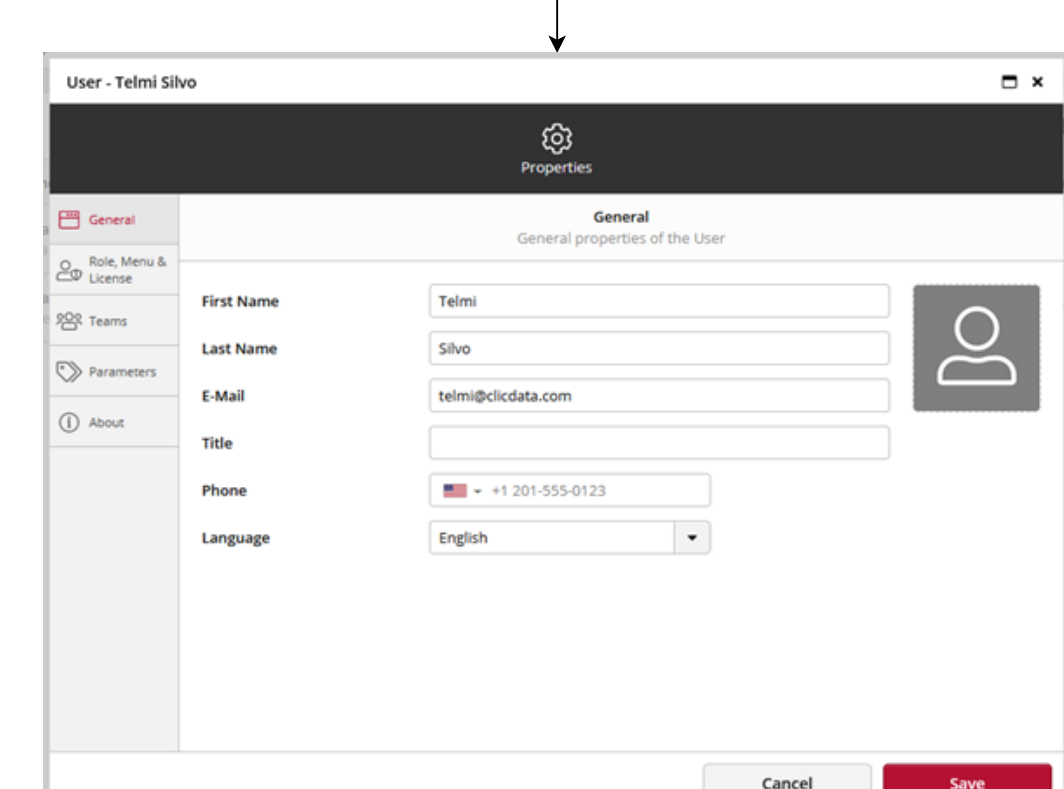 User - Telmi Silvo
Properties
General
Role, Menu &
License
Teams
Parameters
About
General
General properties of the User
First Name
Telmi
Last Name
Silvo
E-Mail
telmi@clicdata.com
Title
Phone
+1 201-555-0123
Language
English
Cancel
Save